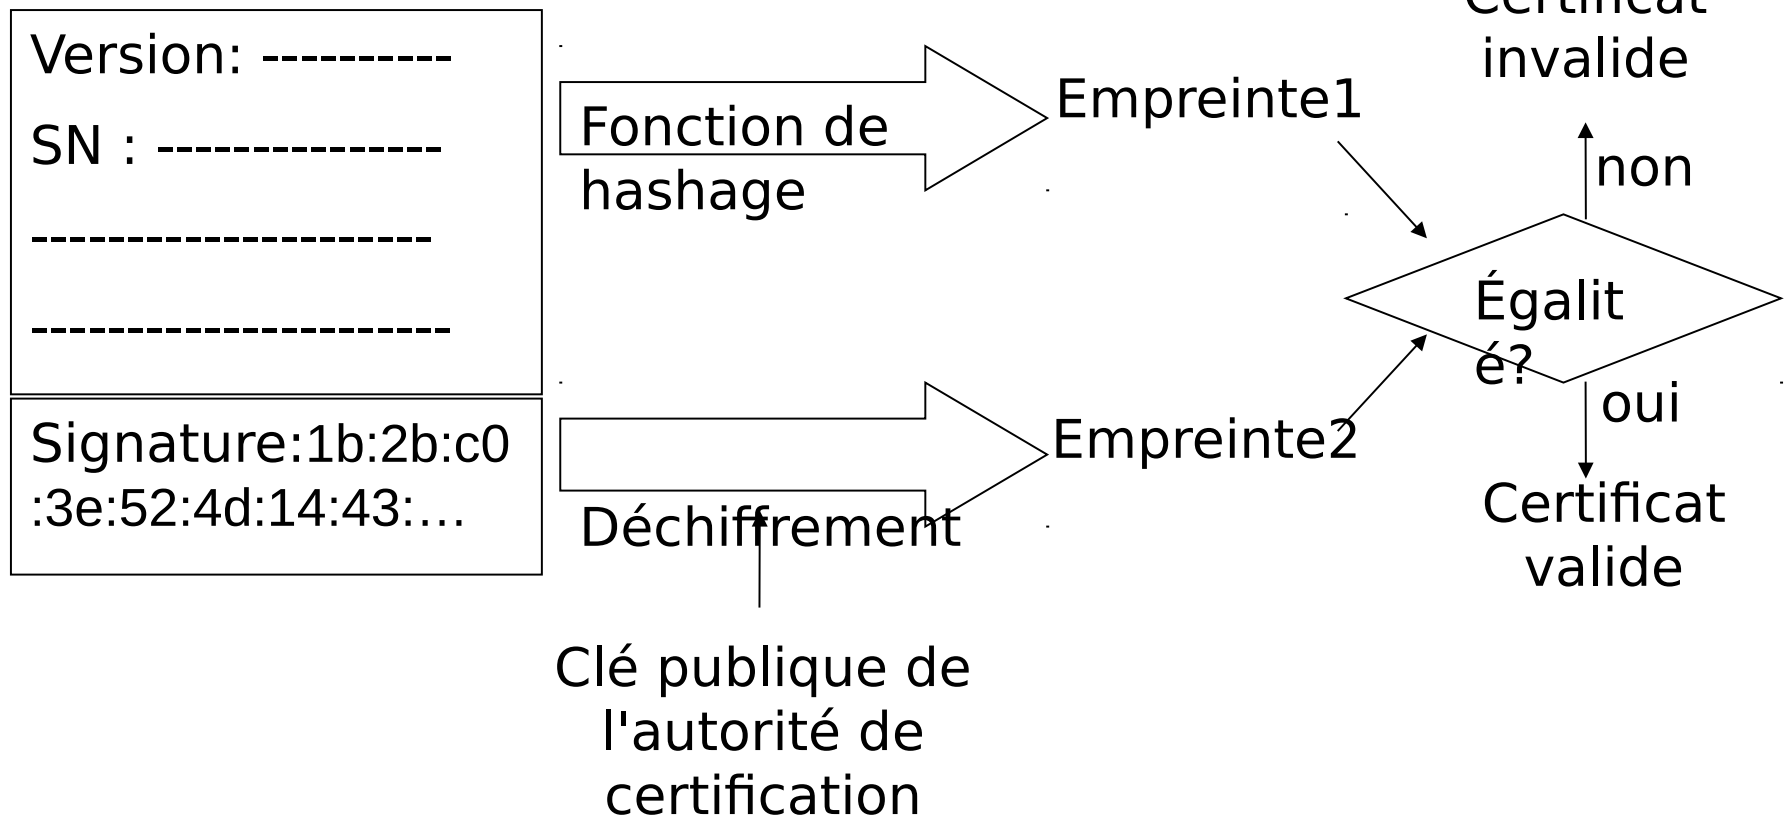 Version: ----------
SN : ---------------
---------------------
----------------------
Signature:1b:2b:c0
:3e:52:4d:14:43:…
Fonction de
hashage
Déchiffrement
Clé publique de
l'autorité de
certification
Empreinte1
Empreinte2
Égalit
é?
non
Certificat
invalide
oui
Certificat
valide